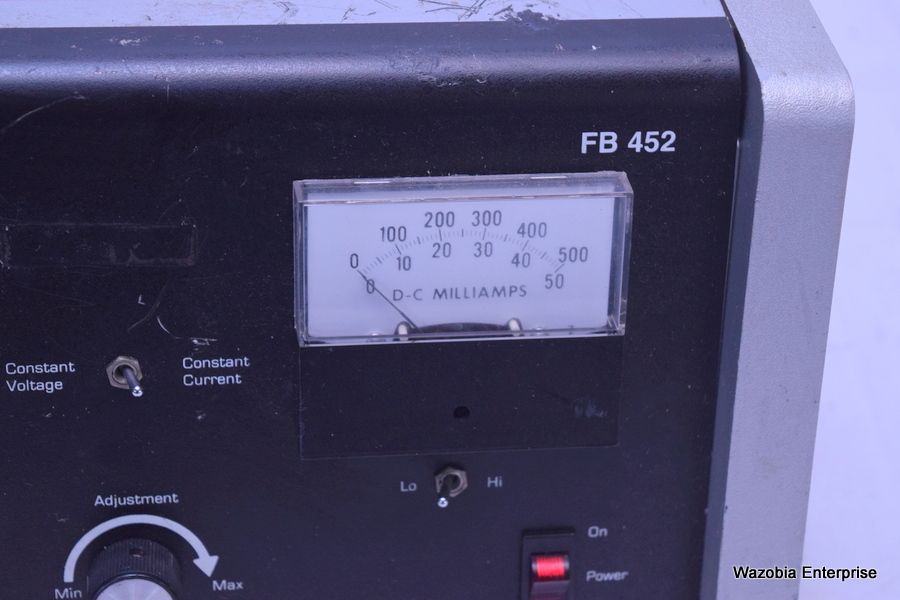 FB 452
0 100 200 300 400 500
0 10 20 30 40 50
D-C MILLIAMPS
Constant
Voltage
Constant
Current
Lo
Hi
Adjustment
Min
Max
On
Power
Wazobia Enterprise